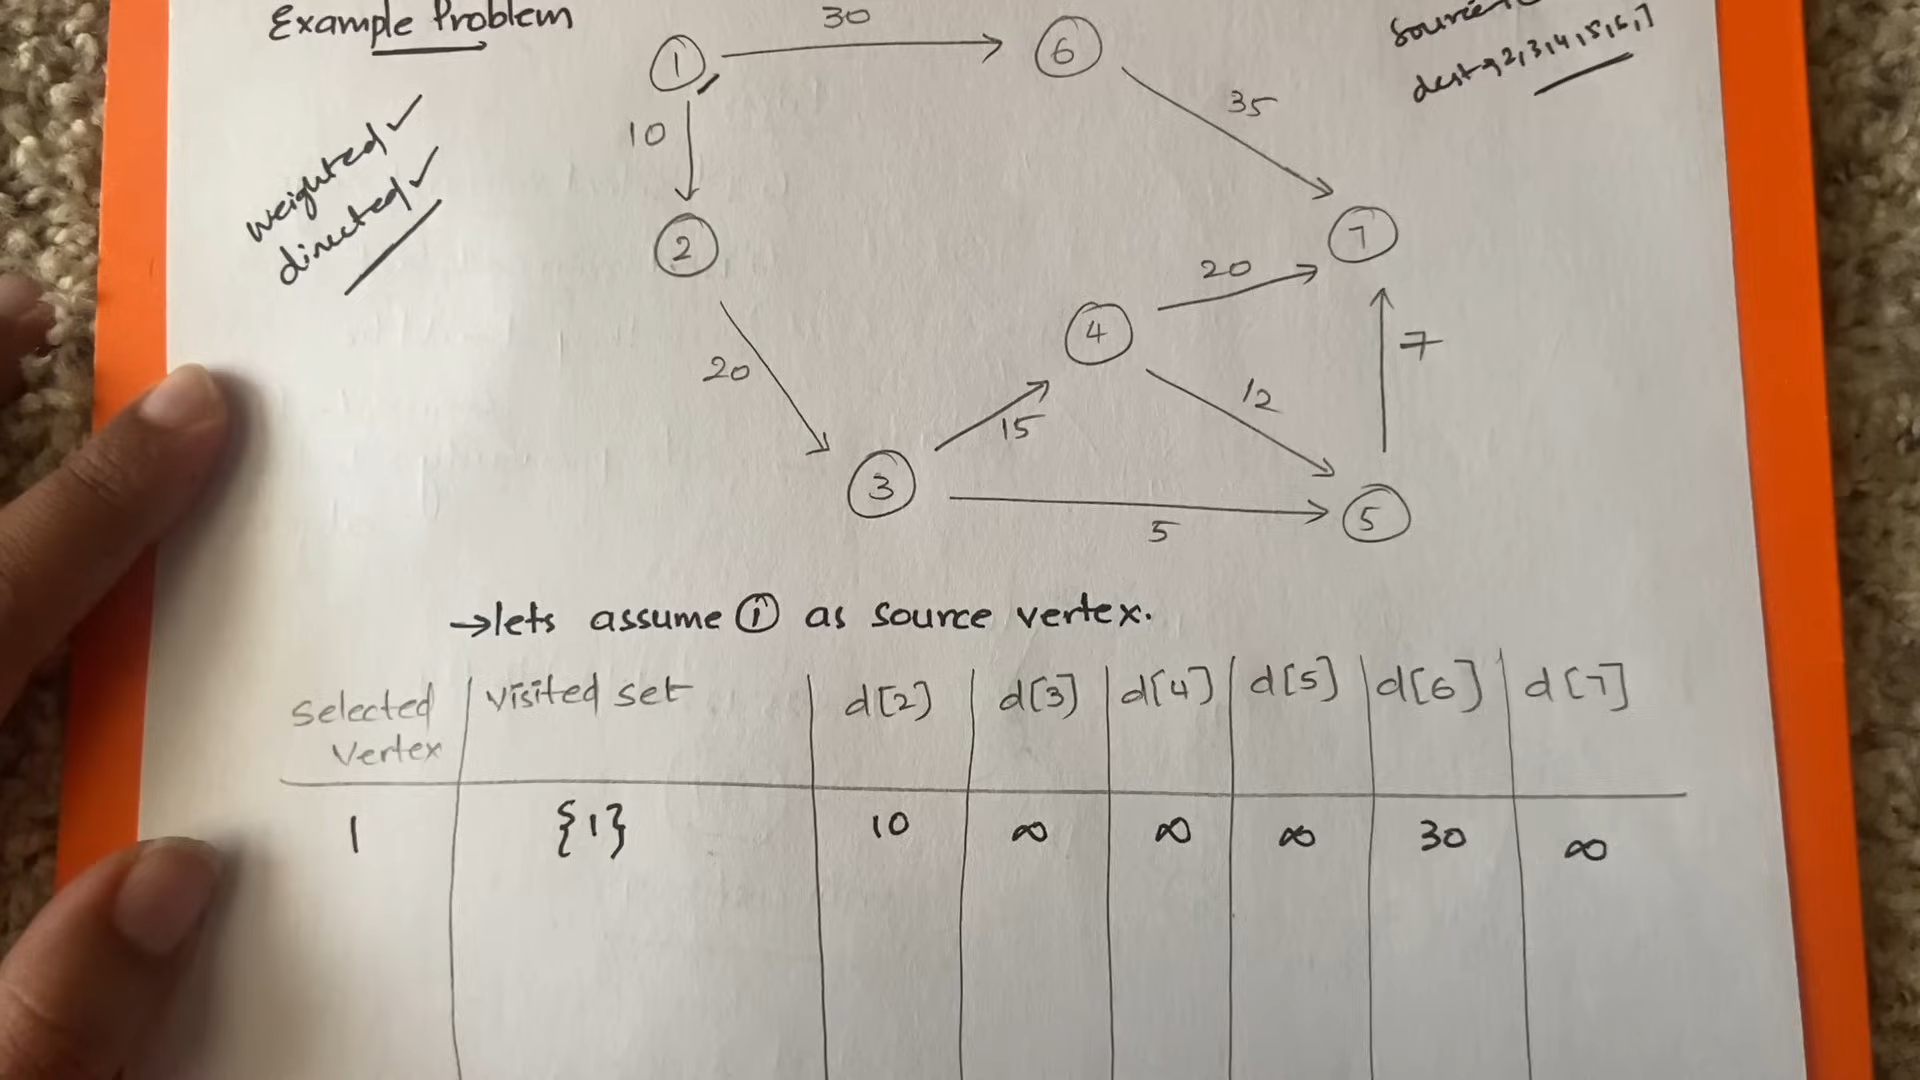 Example Problem
30
1
6
source
dest → 2,3,4,5,6,7
weighted ✓
directed ✓
10
35
2
7
20
4
20
7
12
15
3
5
5
→ lets assume ① as source vertex.
selected vertex | visited set | d[2] | d[3] | d[4] | d[5] | d[6] | d[7]
1 | {1} | 10 | ∞ | ∞ | ∞ | 30 | ∞